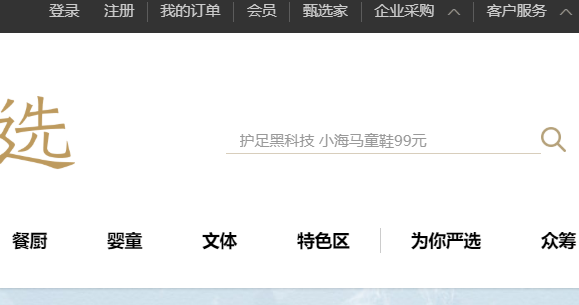 登录 注册 我的订单 会员 甄选家 企业采购 客户服务
选
护足黑科技 小海马童鞋99元
餐厨 婴童 文体 特色区 为你严选 众筹